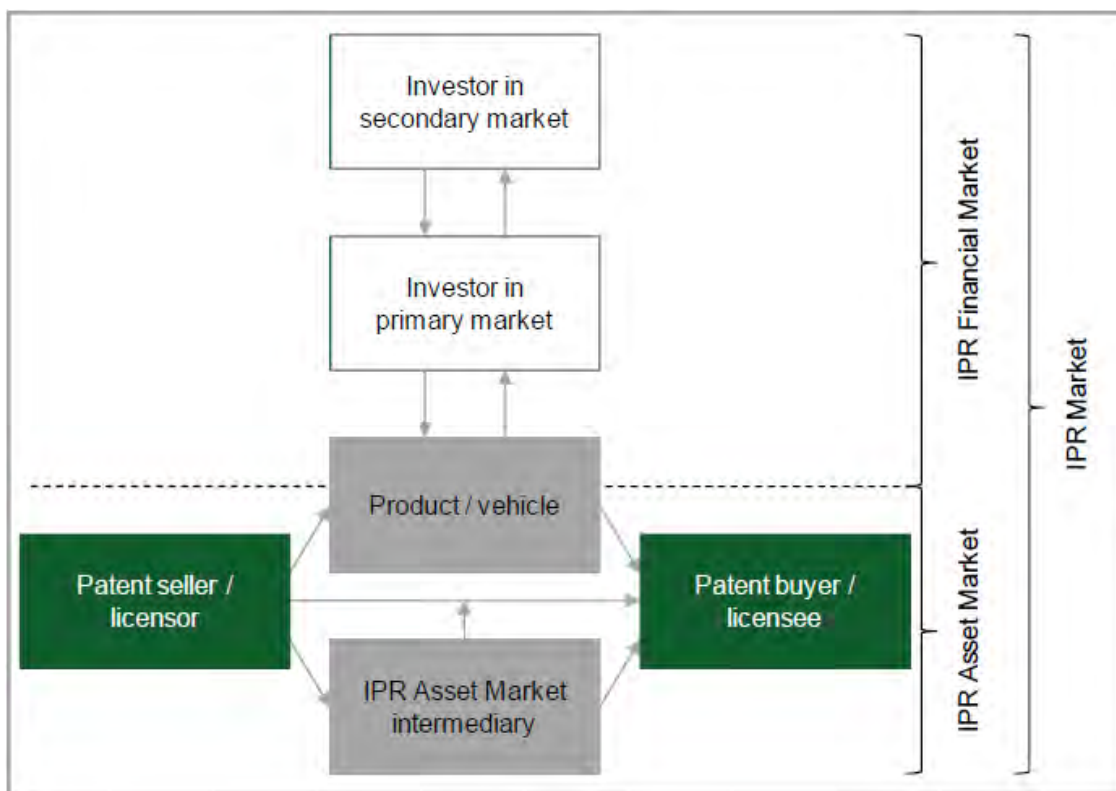 Investor in
secondary market
Investor in
primary market
Product / vehicle
Patent seller /
licensor
Patent buyer /
licensee
IPR Asset Market
intermediary
IPR Financial Market
IPR Asset Market
IPR Market